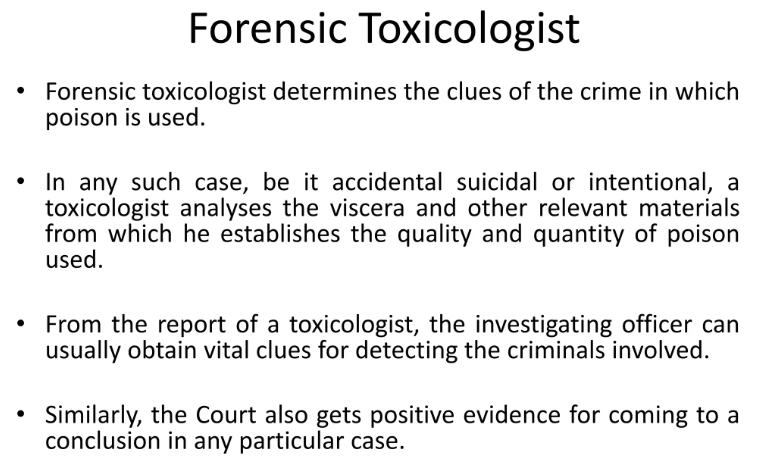 Forensic Toxicologist
• Forensic toxicologist determines the clues of the crime in which
poison is used.
• In any such case, be it accidental suicidal or intentional, a
toxicologist analyses the viscera and other relevant materials
from which he establishes the quality and quantity of poison
used.
• From the report of a toxicologist, the investigating officer can
usually obtain vital clues for detecting the criminals involved.
• Similarly, the Court also gets positive evidence for coming to a
conclusion in any particular case.